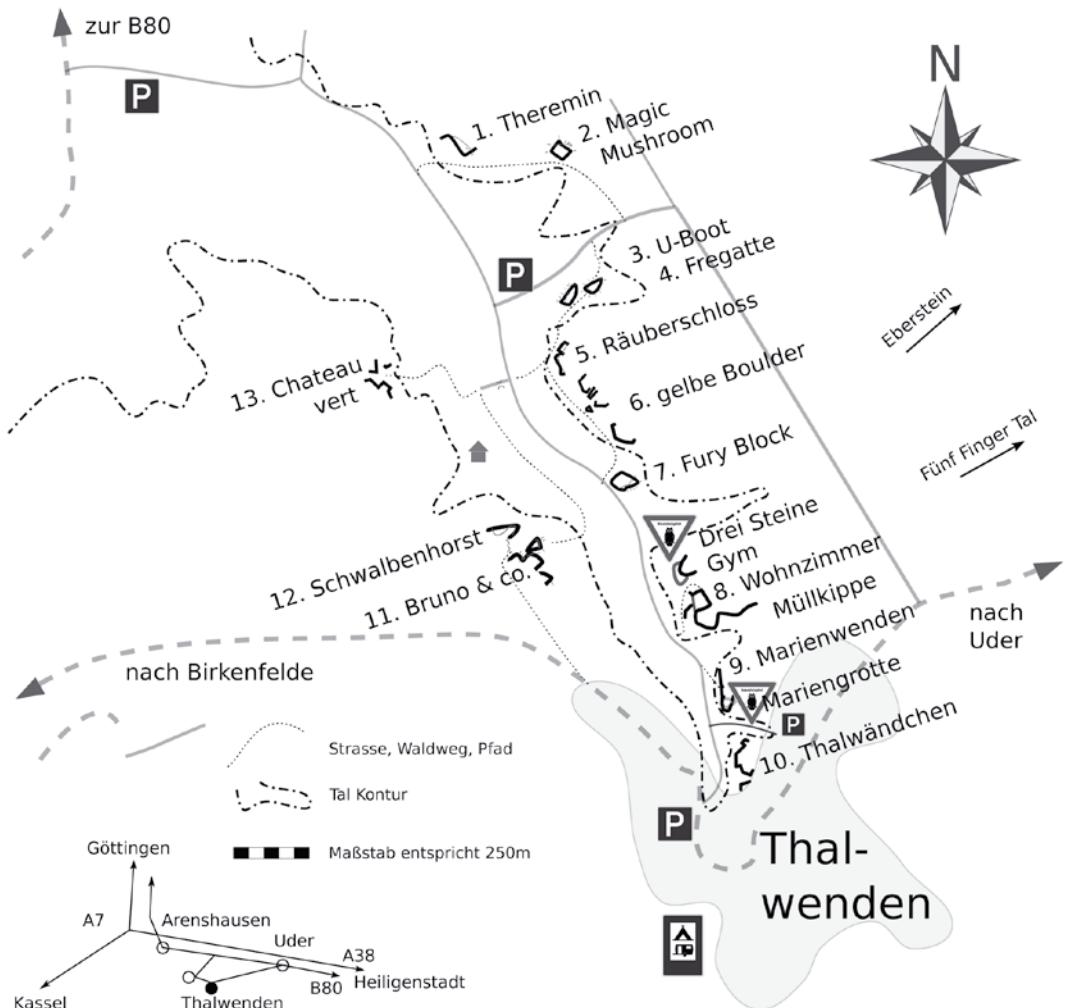 zur B80
P
N
1. Theremin
2. Magic
Mushroom
3. U-Boot
4. Fregatte
P
5. Räuberschloss
Eberstein
13. Chateau
vert
6. gelbe Boulder
7. Fury Block
Fünf Finger Tal
Drei Steine
Gym
12. Schwalbenhorst
8. Wohnzimmer
11. Bruno & co.
Müllkippe
nach
Uder
9. Marienwenden
nach Birkenfelde
Mariengrotte
P
10. Thalwändchen
Strasse, Waldweg, Pfad
Tal Kontur
P
Maßstab entspricht 250m
Thal-
wenden
Göttingen
A7
Arenshausen
Uder
A38
Heiligenstadt
B80
Kassel
Thalwenden